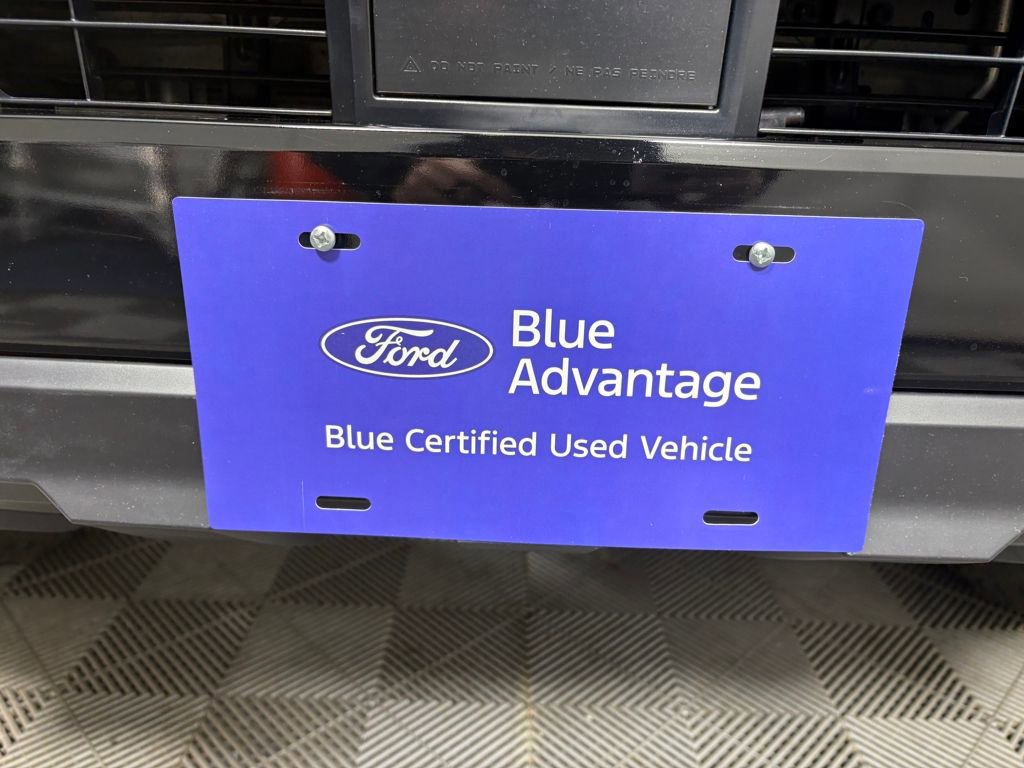 ⚠ DO NOT PAINT / NE PAS PEINDRE
Ford
Blue
Advantage
Blue Certified Used Vehicle